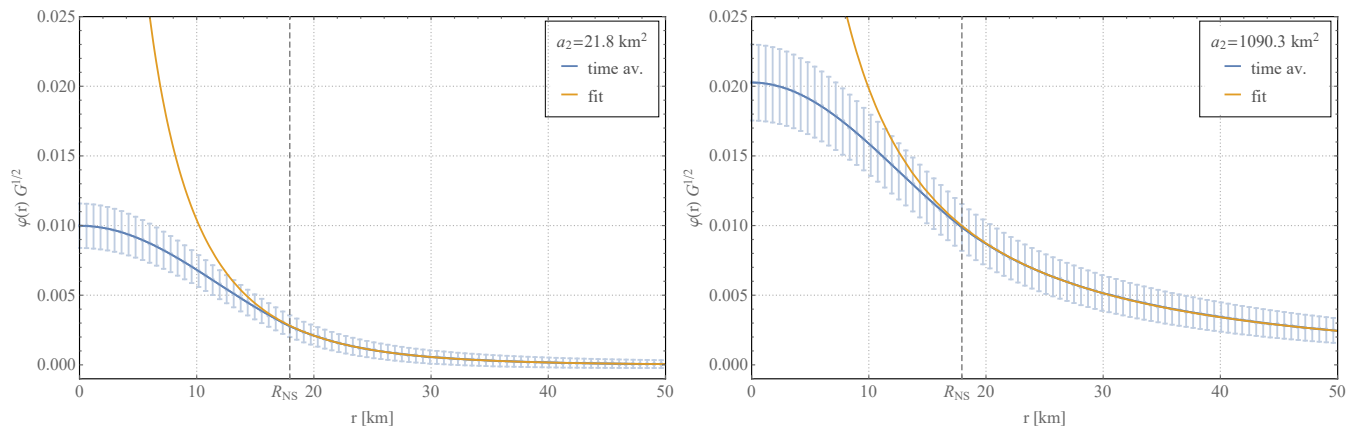 0.025
0.020
0.015
0.010
0.005
0.000
φ(r) G^{1/2}
a₂=21.8 km²
time av.
fit
0
10
R_NS
20
30
40
50
r [km]
0.025
0.020
0.015
0.010
0.005
0.000
φ(r) G^{1/2}
a₂=1090.3 km²
time av.
fit
0
10
R_NS
20
30
40
50
r [km]